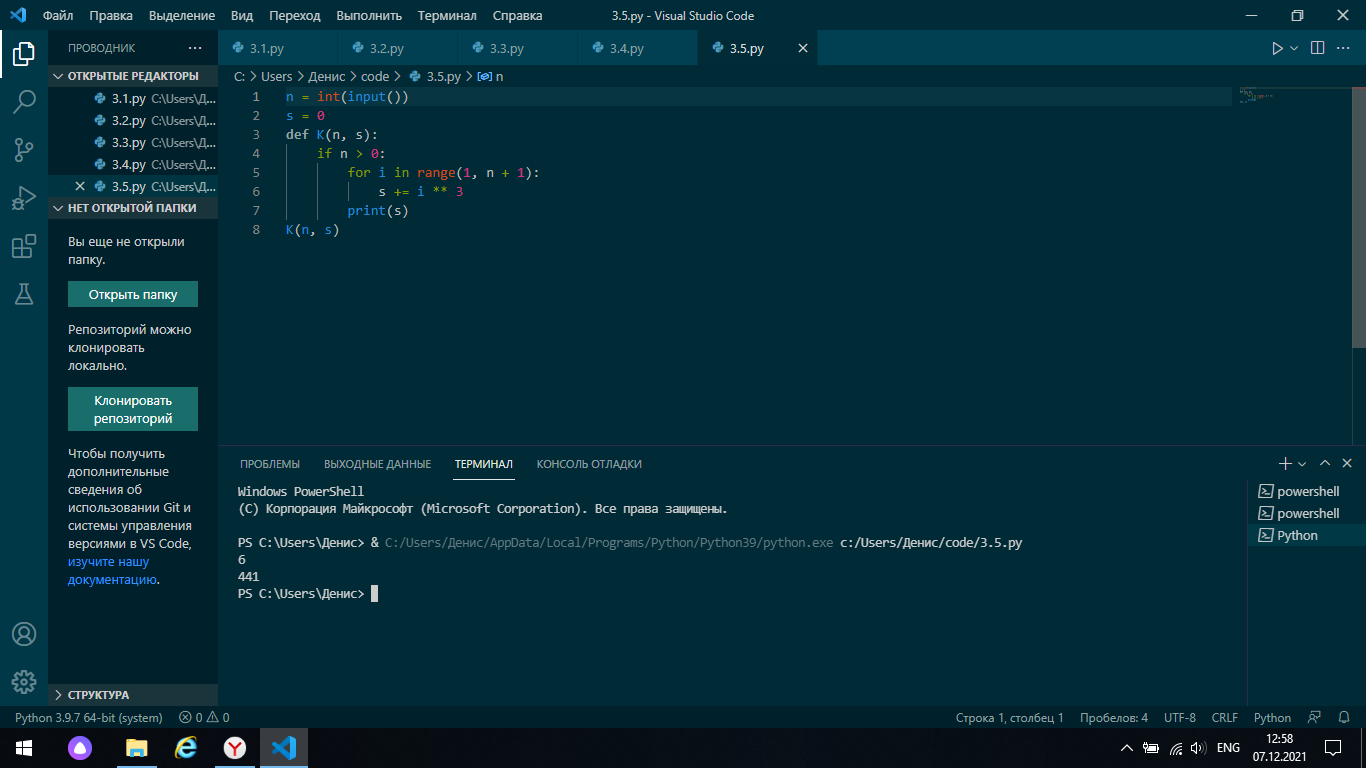 Файл Правка Выделение Вид Переход Выполнить Терминал Справка 3.5.py - Visual Studio Code
ПРОВОДНИК ···
3.1.py 3.2.py 3.3.py 3.4.py 3.5.py
ОТКРЫТЫЕ РЕДАКТОРЫ
3.1.py C:\Users\Д...
3.2.py C:\Users\Д...
3.3.py C:\Users\Д...
3.4.py C:\Users\Д...
3.5.py C:\Users\Д...
НЕТ ОТКРЫТОЙ ПАПКИ
Вы еще не открыли
папку.
Открыть папку
Репозиторий можно
клонировать
локально.
Клонировать
репозиторий
Чтобы получить
дополнительные
сведения об
использовании Git и
системы управления
версиями в VS Code,
изучите нашу
документацию.
СТРУКТУРА
C: > Users > Денис > code > 3.5.py > n
1 n = int(input())
2 s = 0
3 def K(n, s):
4 if n > 0:
5 for i in range(1, n + 1):
6 s += i ** 3
7 print(s)
8 K(n, s)
ПРОБЛЕМЫ ВЫХОДНЫЕ ДАННЫЕ ТЕРМИНАЛ КОНСОЛЬ ОТЛАДКИ
Windows PowerShell
(C) Корпорация Майкрософт (Microsoft Corporation). Все права защищены.
PS C:\Users\Денис> & C:/Users/Денис/AppData/Local/Programs/Python/Python39/python.exe c:/Users/Денис/code/3.5.py
6
441
PS C:\Users\Денис>
powershell
powershell
Python
Python 3.9.7 64-bit (system) 0 0 Строка 1, столбец 1 Пробелов: 4 UTF-8 CRLF Python
ENG
12:58
07.12.2021